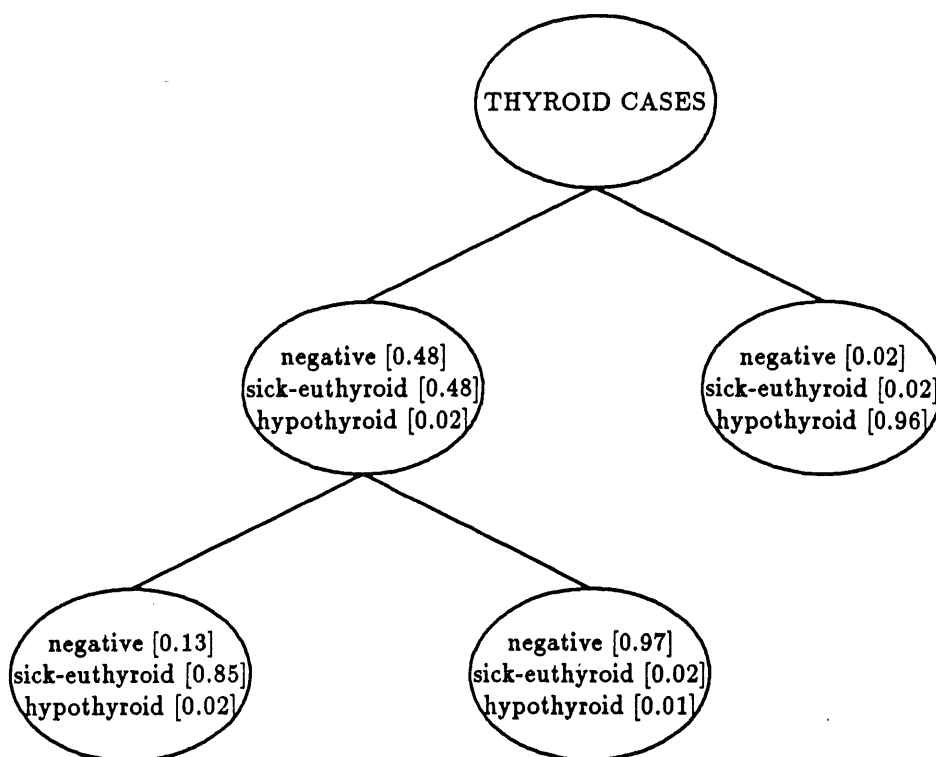 THYROID CASES
negative [0.48]
sick-euthyroid [0.48]
hypothyroid [0.02]
negative [0.02]
sick-euthyroid [0.02]
hypothyroid [0.96]
negative [0.13]
sick-euthyroid [0.85]
hypothyroid [0.02]
negative [0.97]
sick-euthyroid [0.02]
hypothyroid [0.01]